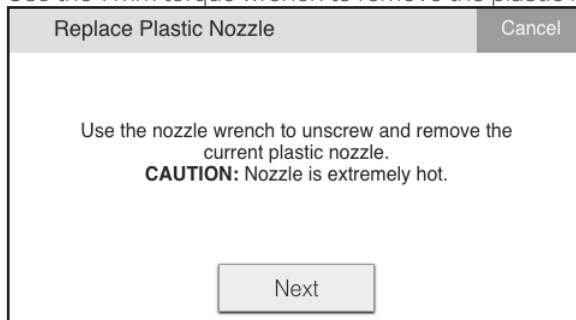 Replace Plastic Nozzle
Cancel
Use the nozzle wrench to unscrew and remove the
current plastic nozzle.
CAUTION: Nozzle is extremely hot.
Next